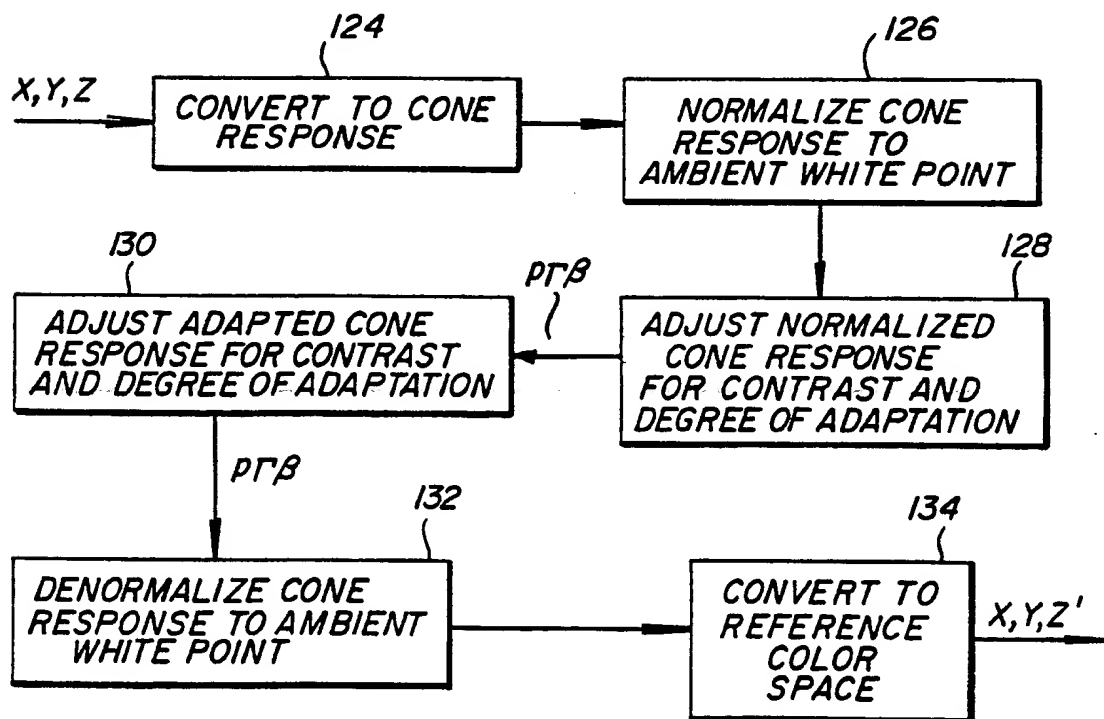 124
X,Y,Z
CONVERT TO CONE
RESPONSE
126
NORMALIZE CONE
RESPONSE TO
AMBIENT WHITE POINT
130
ADJUST ADAPTED CONE
RESPONSE FOR CONTRAST
AND DEGREE OF ADAPTATION
ρΓβ
128
ADJUST NORMALIZED
CONE RESPONSE
FOR CONTRAST AND
DEGREE OF ADAPTATION
ρΓβ
132
DENORMALIZE CONE
RESPONSE TO AMBIENT
WHITE POINT
134
CONVERT TO
REFERENCE
COLOR
SPACE
X,Y,Z'